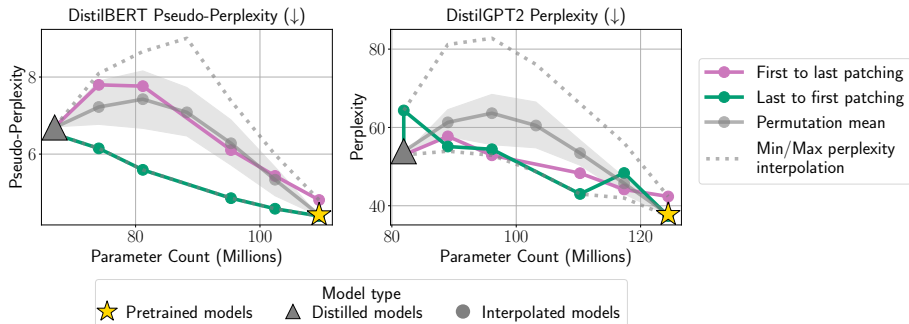 DistilBERT Pseudo-Perplexity (↓)
Pseudo-Perplexity
8
6
80
100
Parameter Count (Millions)
DistilGPT2 Perplexity (↓)
Perplexity
80
60
40
80
100
120
Parameter Count (Millions)
First to last patching
Last to first patching
Permutation mean
Min/Max perplexity
interpolation
Model type
Pretrained models
Distilled models
Interpolated models